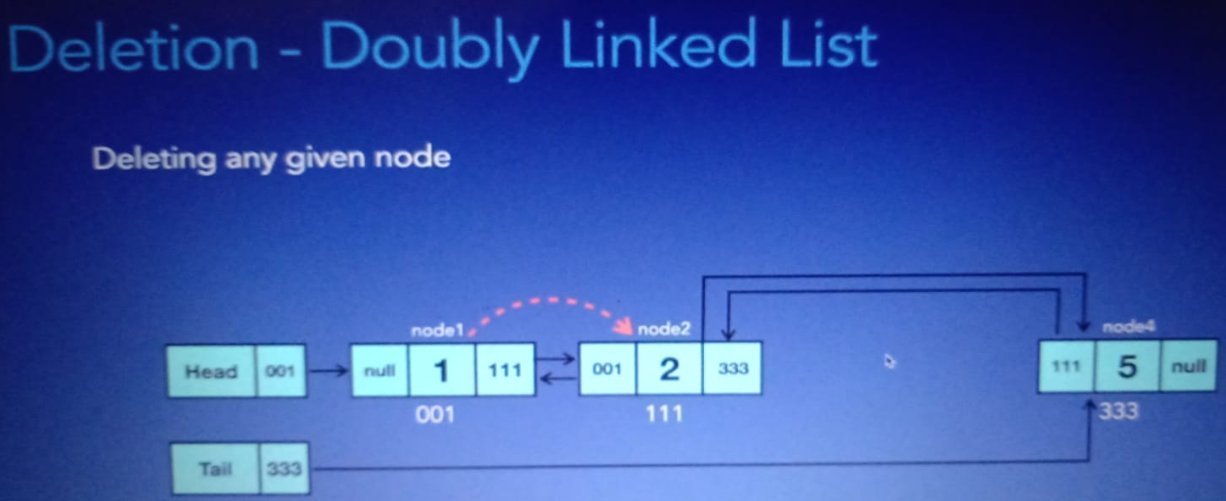 Deletion - Doubly Linked List
Deleting any given node
node1 node2 node4
Head 001 null 1 111 001 2 333 111 5 null
001 111 333
Tail 333